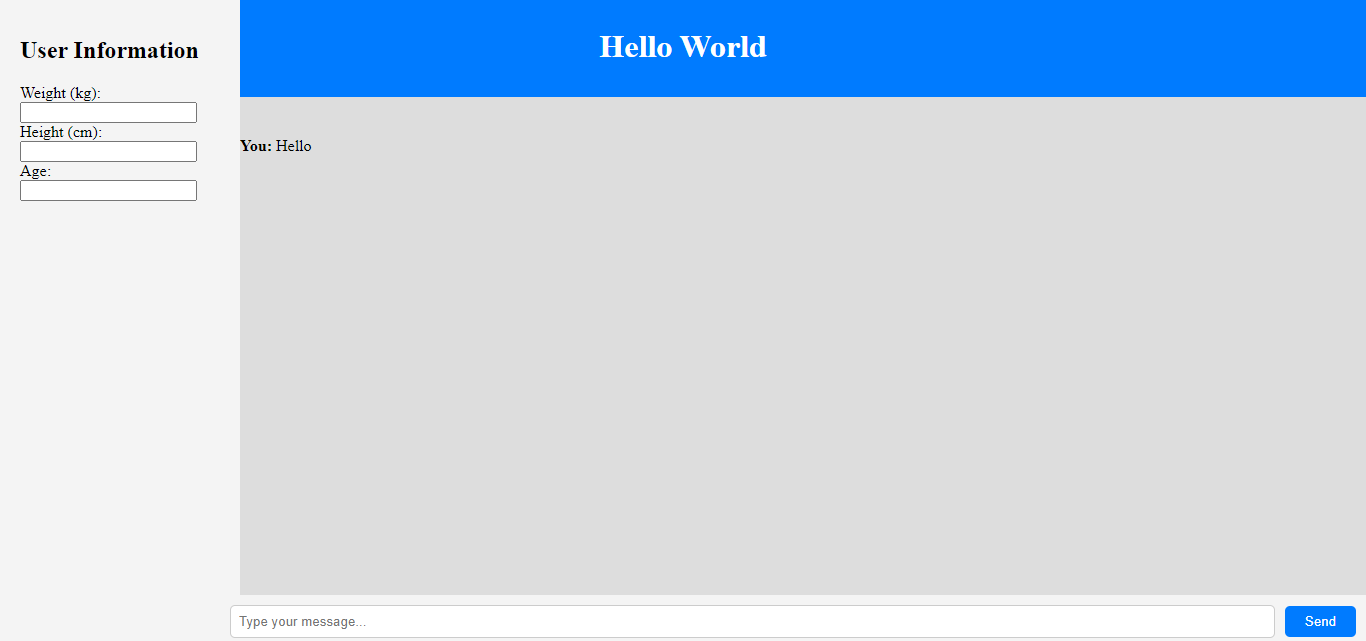 User Information
Weight (kg):
Height (cm):
Age:
Hello World
You: Hello
Type your message...
Send